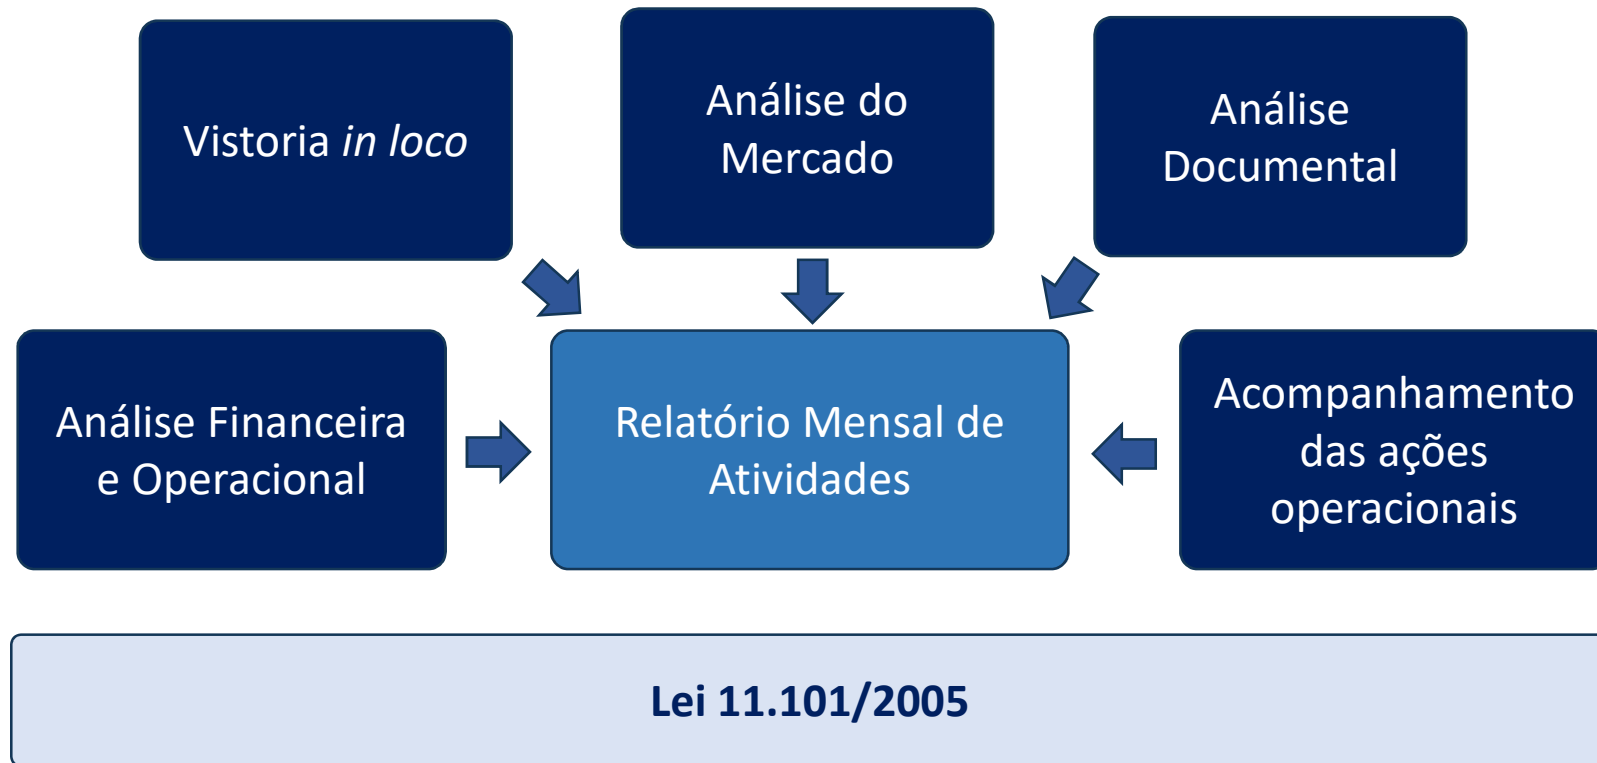 Vistoria in loco
Análise do
Mercado
Análise
Documental
Análise Financeira
e Operacional
Relatório Mensal de
Atividades
Acompanhamento
das ações
operacionais
Lei 11.101/2005